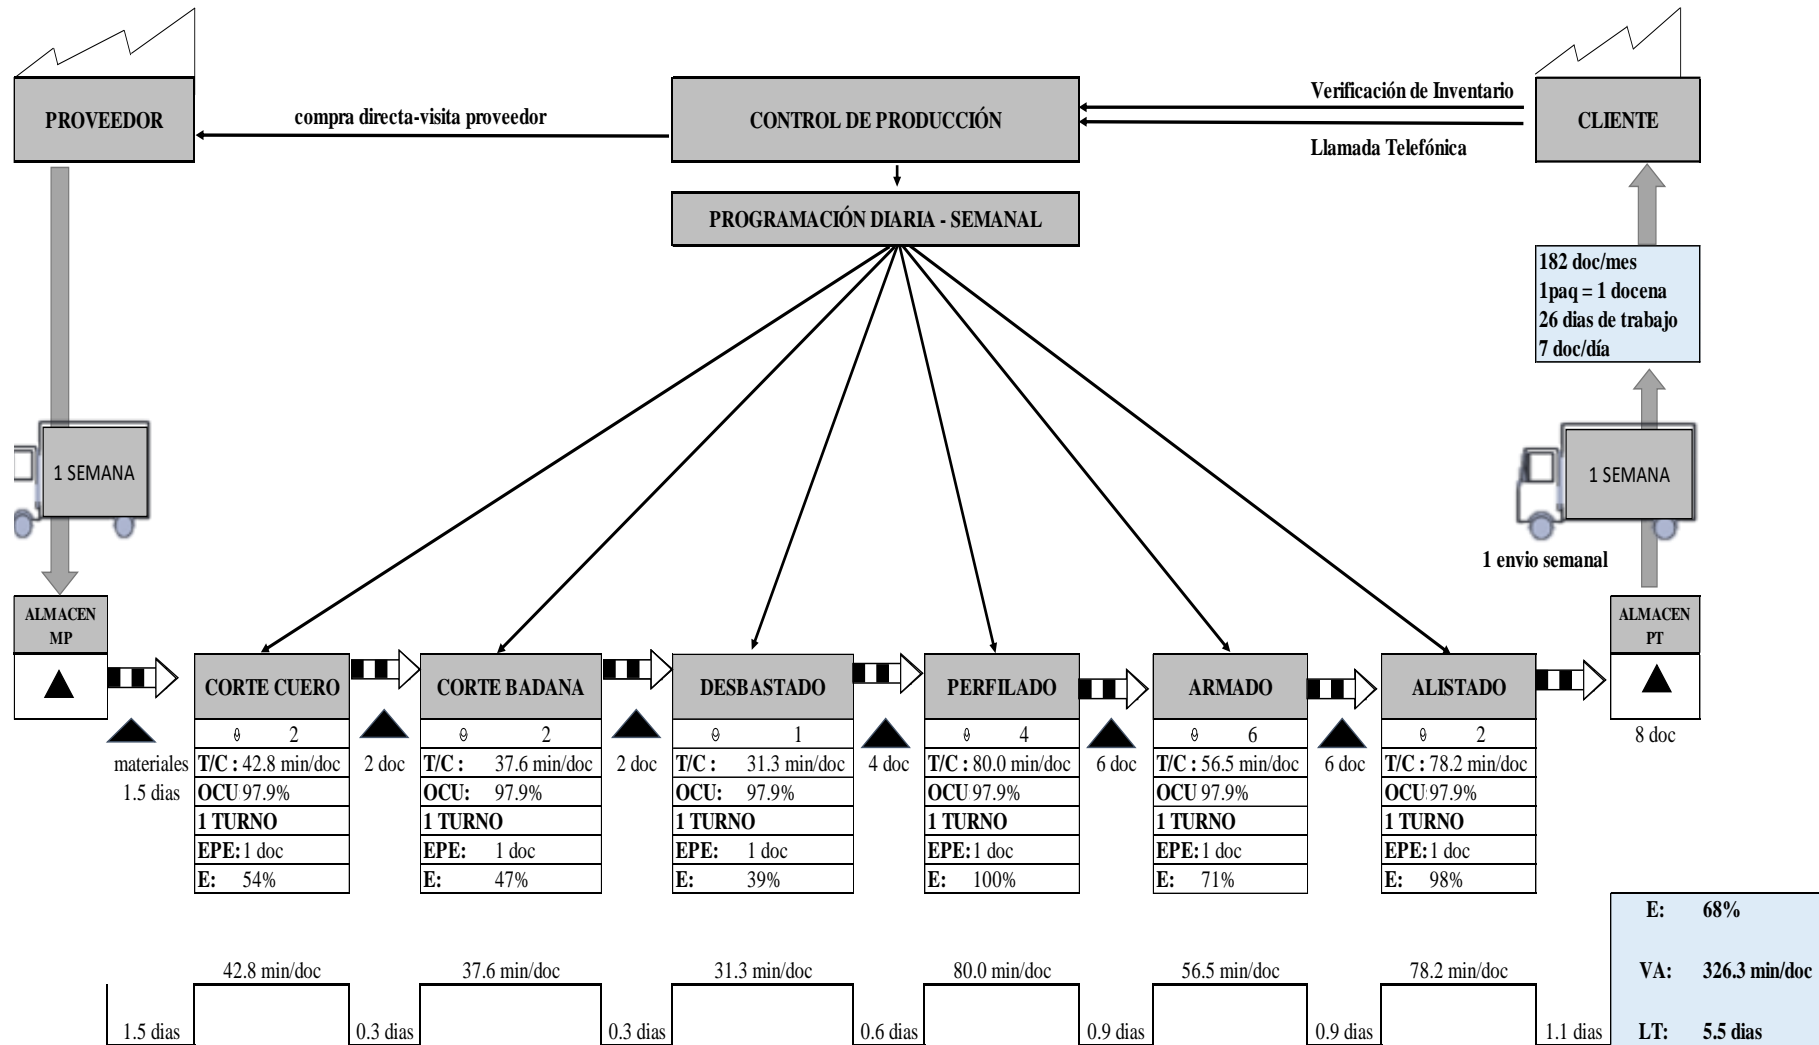 PROVEEDOR
compra directa-visita proveedor
CONTROL DE PRODUCCIÓN
Verificación de Inventario
Llamada Telefónica
CLIENTE
PROGRAMACIÓN DIARIA - SEMANAL
182 doc/mes
1paq = 1 docena
26 dias de trabajo
7 doc/día
1 SEMANA
1 SEMANA
1 envio semanal
ALMACEN
MP
ALMACEN
PT
8 doc
materiales
1.5 dias
CORTE CUERO
2
T/C : 42.8 min/doc
OCU 97.9%
1 TURNO
EPE: 1 doc
E: 54%
2 doc
CORTE BADANA
2
T/C : 37.6 min/doc
OCU: 97.9%
1 TURNO
EPE: 1 doc
E: 47%
2 doc
DESBASTADO
1
T/C : 31.3 min/doc
OCU: 97.9%
1 TURNO
EPE: 1 doc
E: 39%
4 doc
PERFILADO
4
T/C : 80.0 min/doc
OCU 97.9%
1 TURNO
EPE: 1 doc
E: 100%
6 doc
ARMADO
6
T/C : 56.5 min/doc
OCU 97.9%
1 TURNO
EPE: 1 doc
E: 71%
6 doc
ALISTADO
2
T/C : 78.2 min/doc
OCU: 97.9%
1 TURNO
EPE: 1 doc
E: 98%
42.8 min/doc
37.6 min/doc
31.3 min/doc
80.0 min/doc
56.5 min/doc
78.2 min/doc
1.5 dias
0.3 dias
0.3 dias
0.6 dias
0.9 dias
0.9 dias
1.1 dias
E: 68%
VA: 326.3 min/doc
LT: 5.5 dias